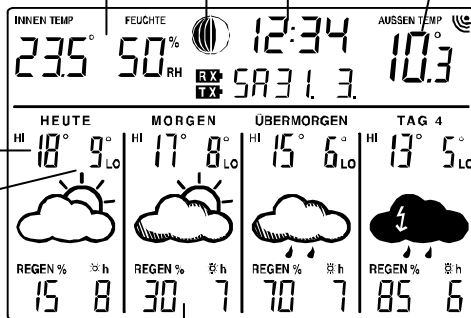 INNEN TEMP FEUCHTE 12:34 AUSSEN TEMP
23.5° 50% RH 10.3°
RX
TX SA 31. 3.
HEUTE MORGEN ÜBERMORGEN TAG 4
HI 18° 9° LO HI 17° 8° LO HI 15° 6° LO HI 13° 5° LO
REGEN % h REGEN % h REGEN % h REGEN % h
15 8 30 7 70 7 85 6